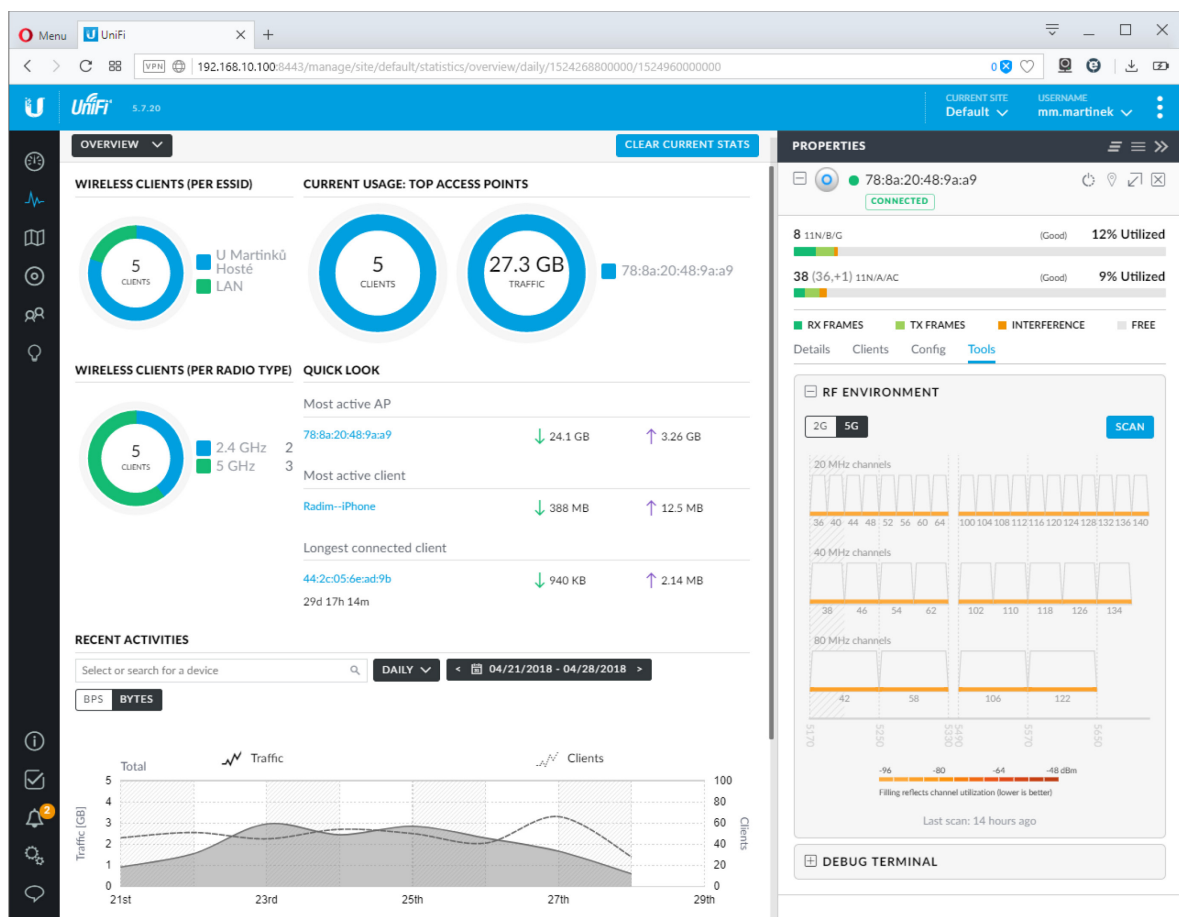 Menu UniFi
VPN 192.168.10.100:8443/manage/site/default/statistics/overview/daily/1524268800000/1524960000000 0
U UniFi 5.7.20 CURRENT SITE Default USERNAME mm.martinek
OVERVIEW CLEAR CURRENT STATS
WIRELESS CLIENTS (PER ESSID)
5
CLIENTS
U Martinků
Hosté
LAN
CURRENT USAGE: TOP ACCESS POINTS
5
CLIENTS
27.3 GB
TRAFFIC
78:8a:20:48:9a:a9
WIRELESS CLIENTS (PER RADIO TYPE)
5
CLIENTS
2.4 GHz 2
5 GHz 3
QUICK LOOK
Most active AP
78:8a:20:48:9a:a9 24.1 GB 3.26 GB
Most active client
Radim--iPhone 388 MB 12.5 MB
Longest connected client
44:2c:05:6e:ad:9b 940 KB 2.14 MB
29d 17h 14m
RECENT ACTIVITIES
Select or search for a device DAILY < 04/21/2018 - 04/28/2018 >
BPS BYTES
2
Total Traffic Clients
5 100
4 80
3 60
2 40
1 20
0 0
Traffic [GB]
Clients
21st 23rd 25th 27th 29th
PROPERTIES
78:8a:20:48:9a:a9
CONNECTED
8 11N/B/G (Good) 12% Utilized
38 (36,+1) 11N/A/AC (Good) 9% Utilized
RX FRAMES TX FRAMES INTERFERENCE FREE
Details Clients Config Tools
RF ENVIRONMENT
2G 5G SCAN
20 MHz channels
36 40 44 48 52 56 60 64 100 104 108 112 116 120 124 128 132 136 140
40 MHz channels
38 46 54 62 102 110 118 126 134
80 MHz channels
42 58 106 122
5170 5250 5330 5490 5570 5650
-96 -80 -64 -48 dBm
Filling reflects channel utilization (lower is better)
Last scan: 14 hours ago
DEBUG TERMINAL